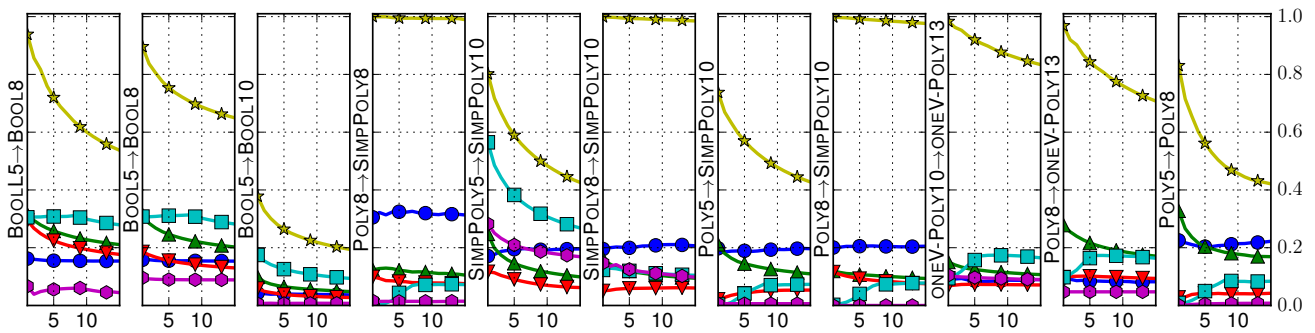 BOOLL5→BOOL8
BOOL5→BOOL8
BOOL5→BOOL10
POLY8→SIMPPOLY8
SIMPPOLY5→SIMPPOLY10
SIMPPOLY8→SIMPPOLY10
POLY5→SIMPPOLY10
POLY8→SIMPPOLY10
ONEV-POLY10→ONEV-POLY13
POLY8→ONEV-POLY13
POLY5→POLY8
1.0
0.8
0.6
0.4
0.2
0.0
5 10 5 10 5 10 5 10 5 10 5 10 5 10 5 10 5 10 5 10 5 10